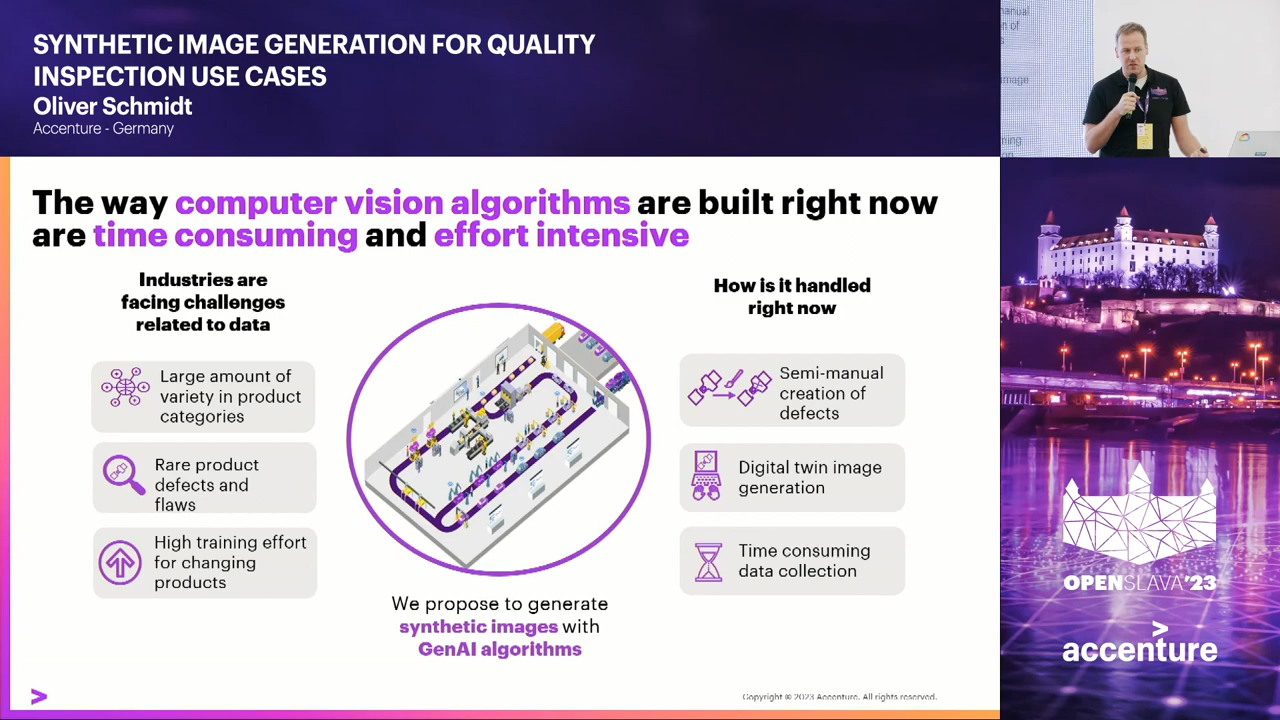 SYNTHETIC IMAGE GENERATION FOR QUALITY
INSPECTION USE CASES
Oliver Schmidt
Accenture - Germany
The way computer vision algorithms are built right now
are time consuming and effort intensive
Industries are
facing challenges
related to data
Large amount of
variety in product
categories
Rare product
defects and
flaws
High training effort
for changing
products
We propose to generate
synthetic images with
GenAI algorithms
How is it handled
right now
Semi-manual
creation of
defects
Digital twin image
generation
Time consuming
data collection
Copyright © 2023 Accenture. All rights reserved.
OPENSLAVA'23
accenture